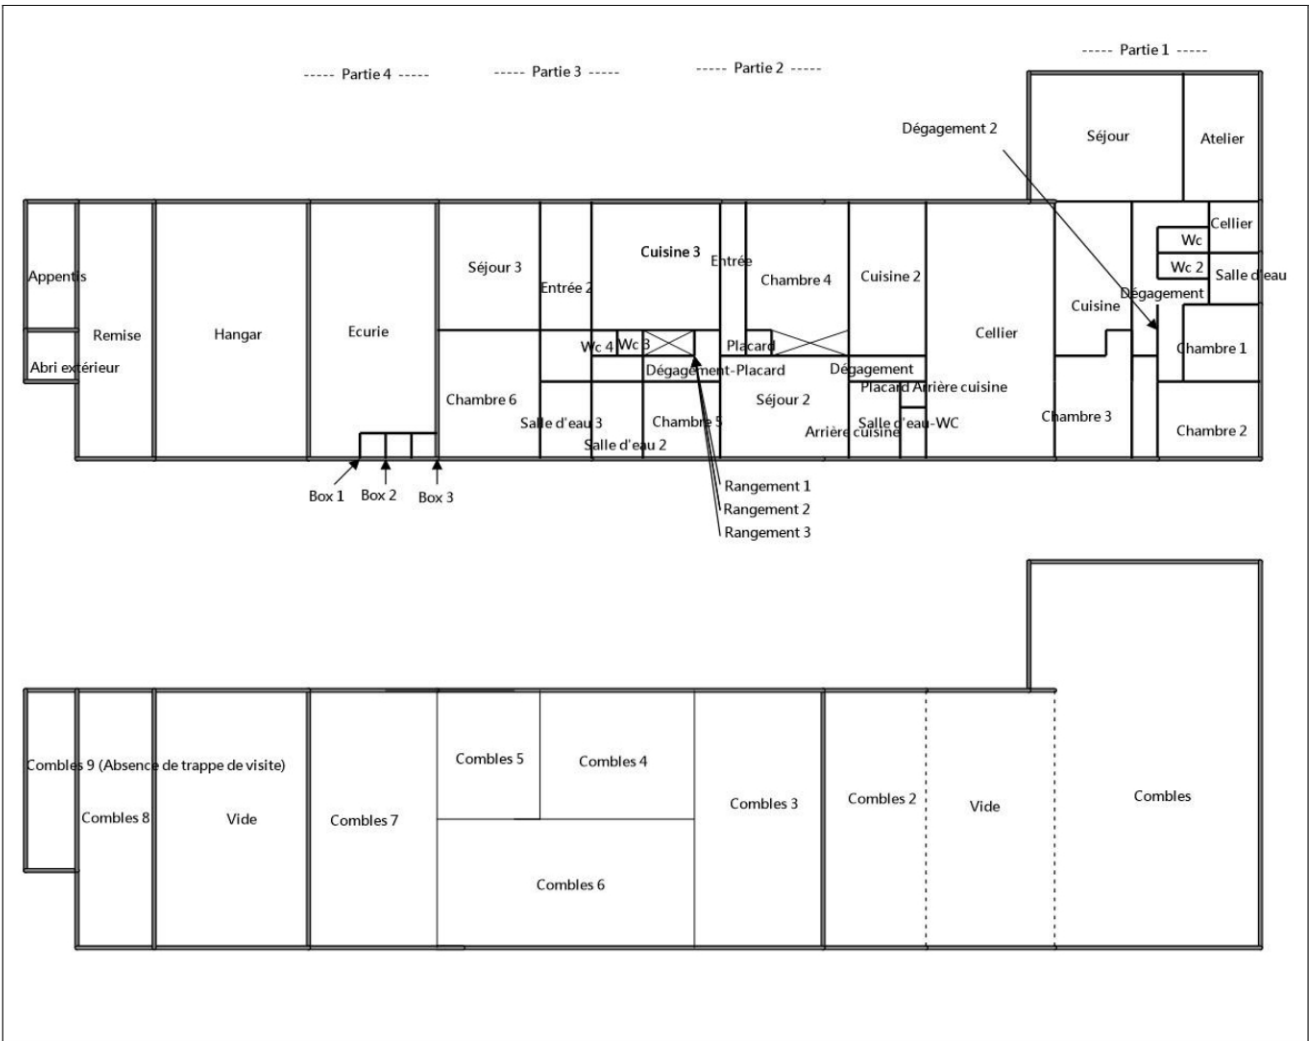 ----- Partie 4 -----
----- Partie 3 -----
----- Partie 2 -----
----- Partie 1 -----
Dégagement 2
Séjour
Atelier
Appentis
Abri extérieur
Remise
Hangar
Ecurie
Séjour 3
Entrée 2
Cuisine 3
Entrée
Chambre 4
Cuisine 2
Cellier
Cuisine
Wc
Wc 2
Cellier
Salle d'eau
Dégagement
Chambre 1
Wc 4
Wc 3
Placard
Dégagement-Placard
Dégagement
Placard Arrière cuisine
Chambre 6
Salle d'eau 3
Salle d'eau 2
Chambre 5
Séjour 2
Arrière cuisine
Salle d'eau-WC
Chambre 3
Chambre 2
Box 1
Box 2
Box 3
Rangement 1
Rangement 2
Rangement 3
Combles 9 (Absence de trappe de visite)
Combles 8
Vide
Combles 7
Combles 5
Combles 4
Combles 6
Combles 3
Combles 2
Vide
Combles